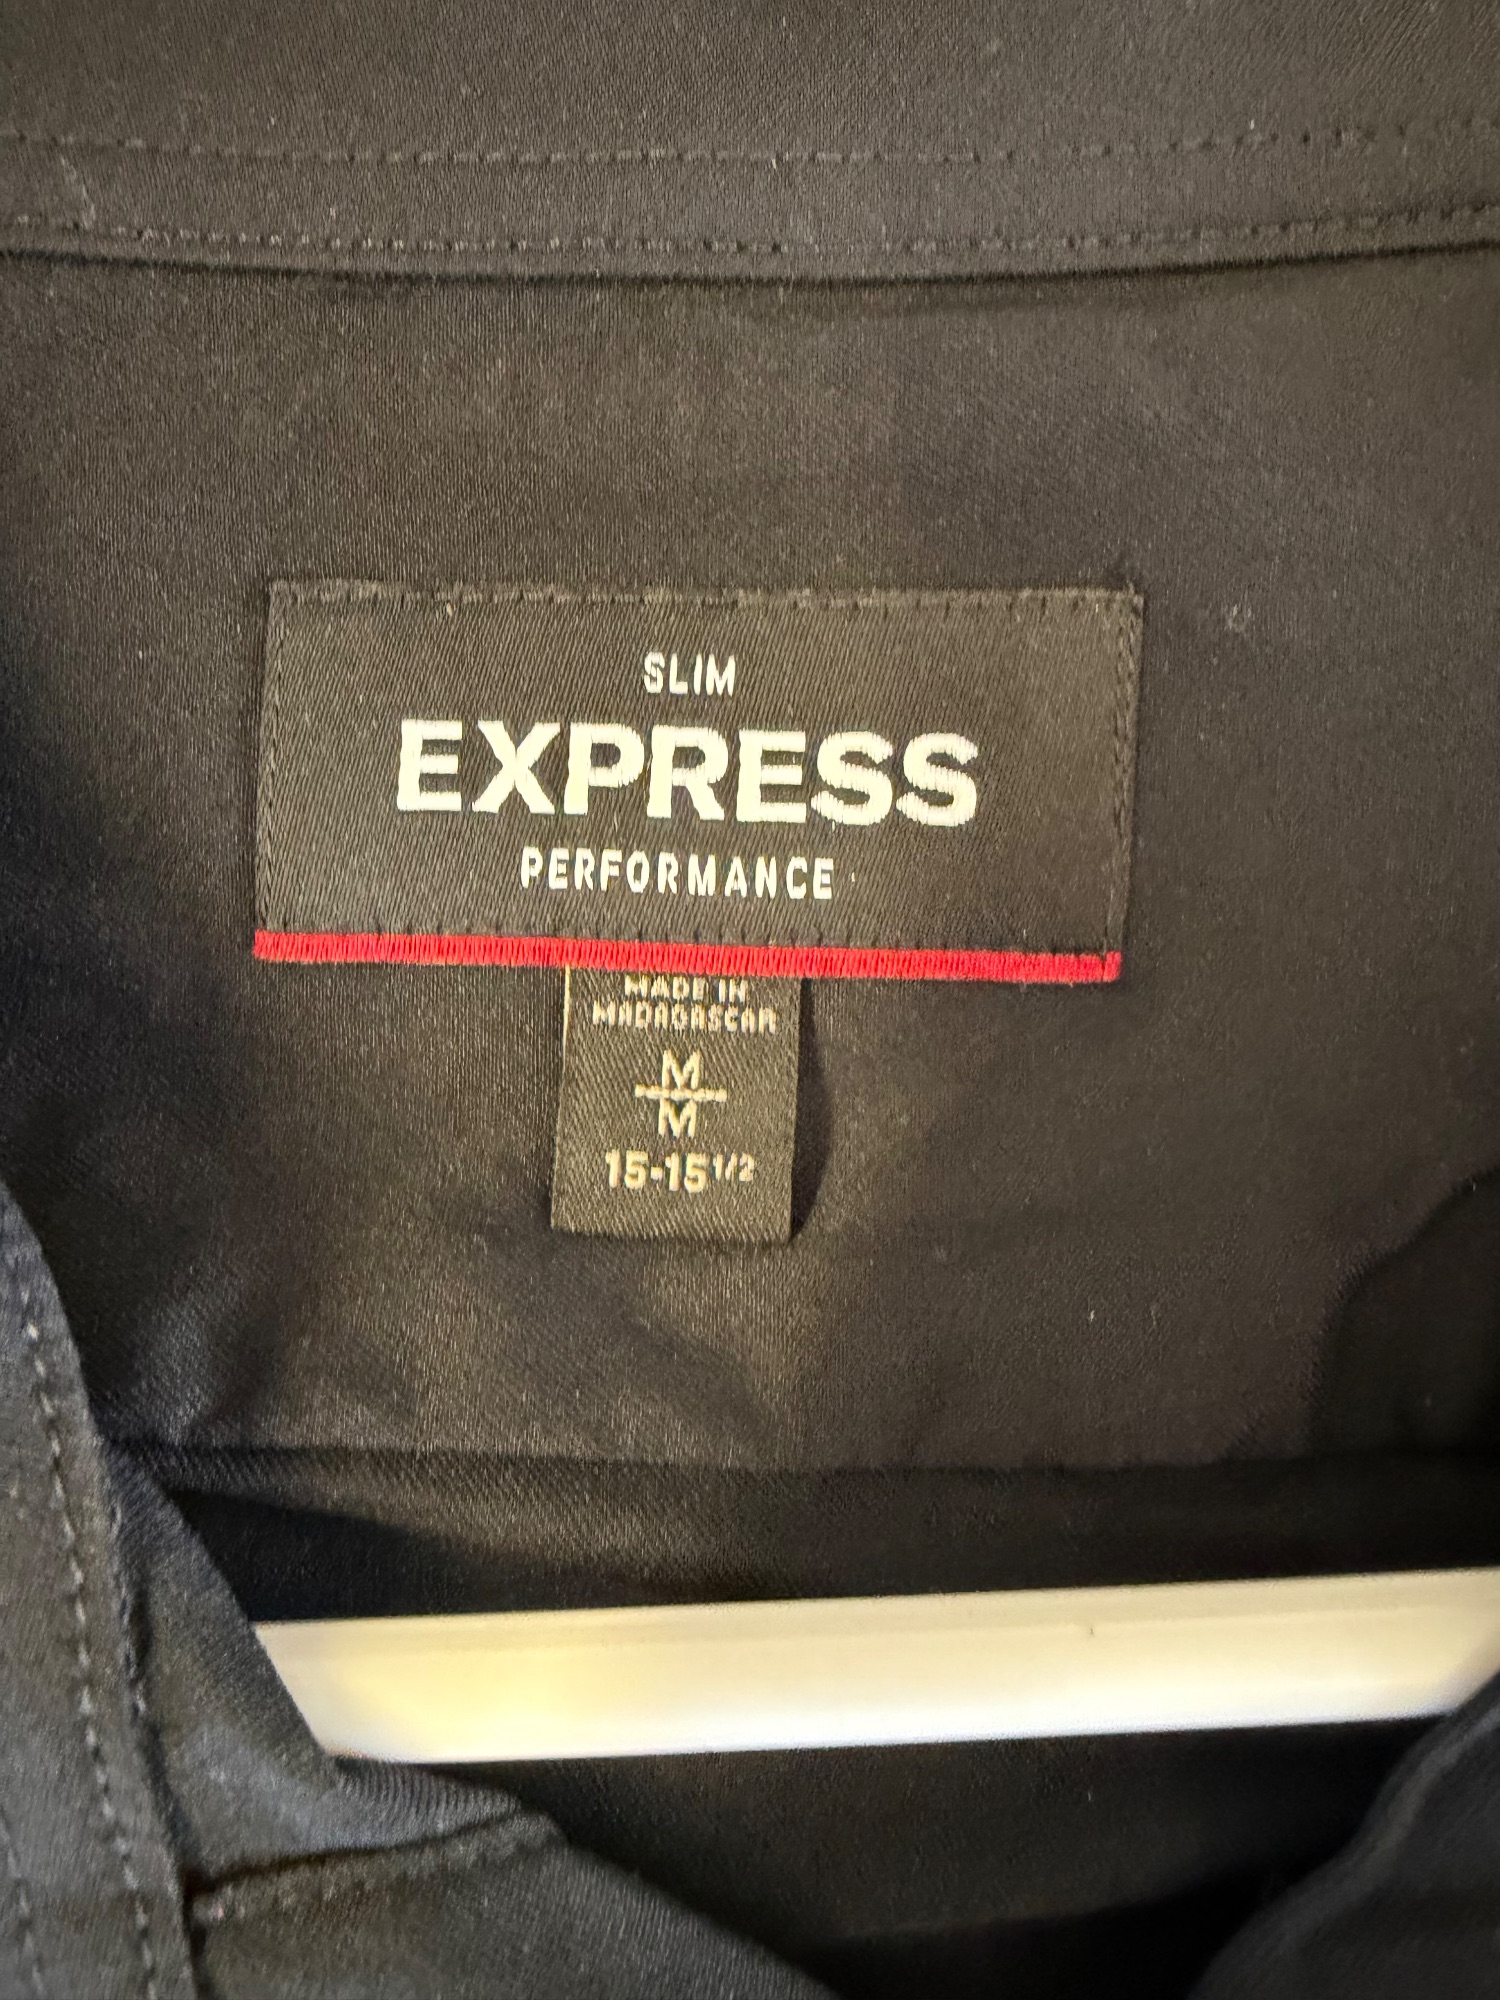 SLIM
EXPRESS
PERFORMANCE
MADE IN
MADAGASCAR
M
M
15-15 1/2